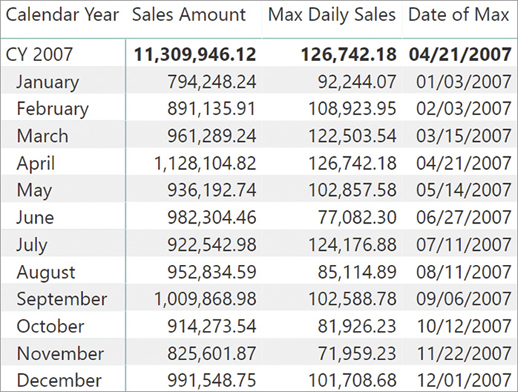 Calendar Year Sales Amount Max Daily Sales Date of Max
CY 2007 11,309,946.12 126,742.18 04/21/2007
January 794,248.24 92,244.07 01/03/2007
February 891,135.91 108,923.95 02/03/2007
March 961,289.24 122,503.54 03/15/2007
April 1,128,104.82 126,742.18 04/21/2007
May 936,192.74 102,857.58 05/14/2007
June 982,304.46 77,082.30 06/27/2007
July 922,542.98 124,176.88 07/11/2007
August 952,834.59 85,114.89 08/11/2007
September 1,009,868.98 102,588.78 09/06/2007
October 914,273.54 81,926.23 10/12/2007
November 825,601.87 71,959.23 11/22/2007
December 991,548.75 101,708.68 12/01/2007